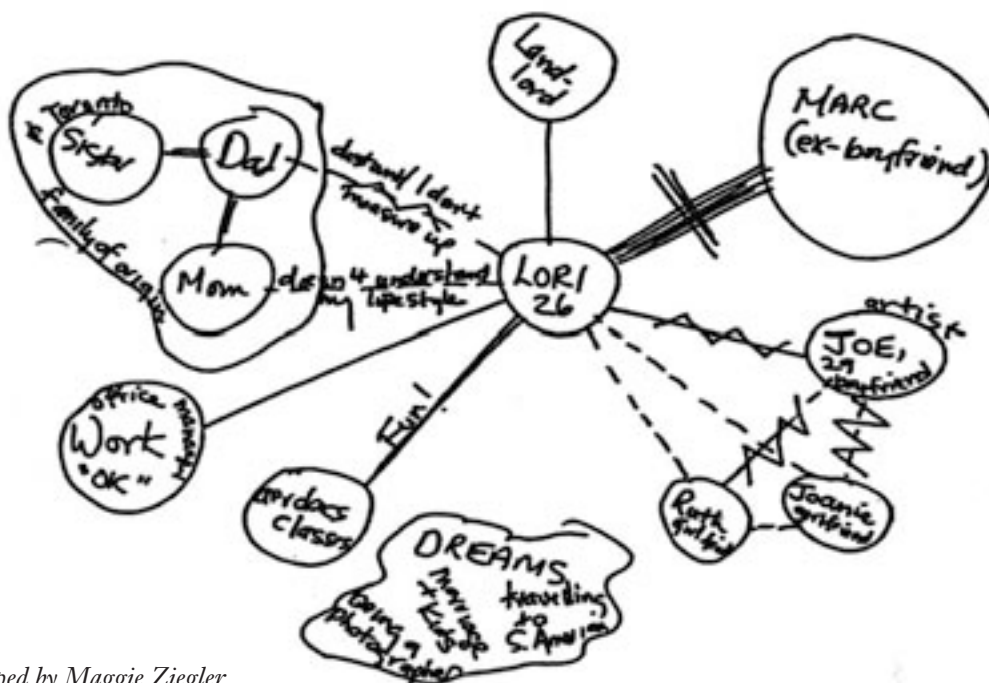 Land-
lord
MARC
(ex-boyfriend)
in Toronto
Sister
Dad
Mom
family of origin
distant / I don't
measure up
doesn't understand
my lifestyle
LORI
26
artist
JOE,
29
boyfriend
office manager
Work
"OK"
Fun!
classes
Ruth
girlfriend
Joanie
girlfriend
DREAMS
being a
photographer
marriage
+ kids
travelling
to
S. America
ped by Maggie Ziegler